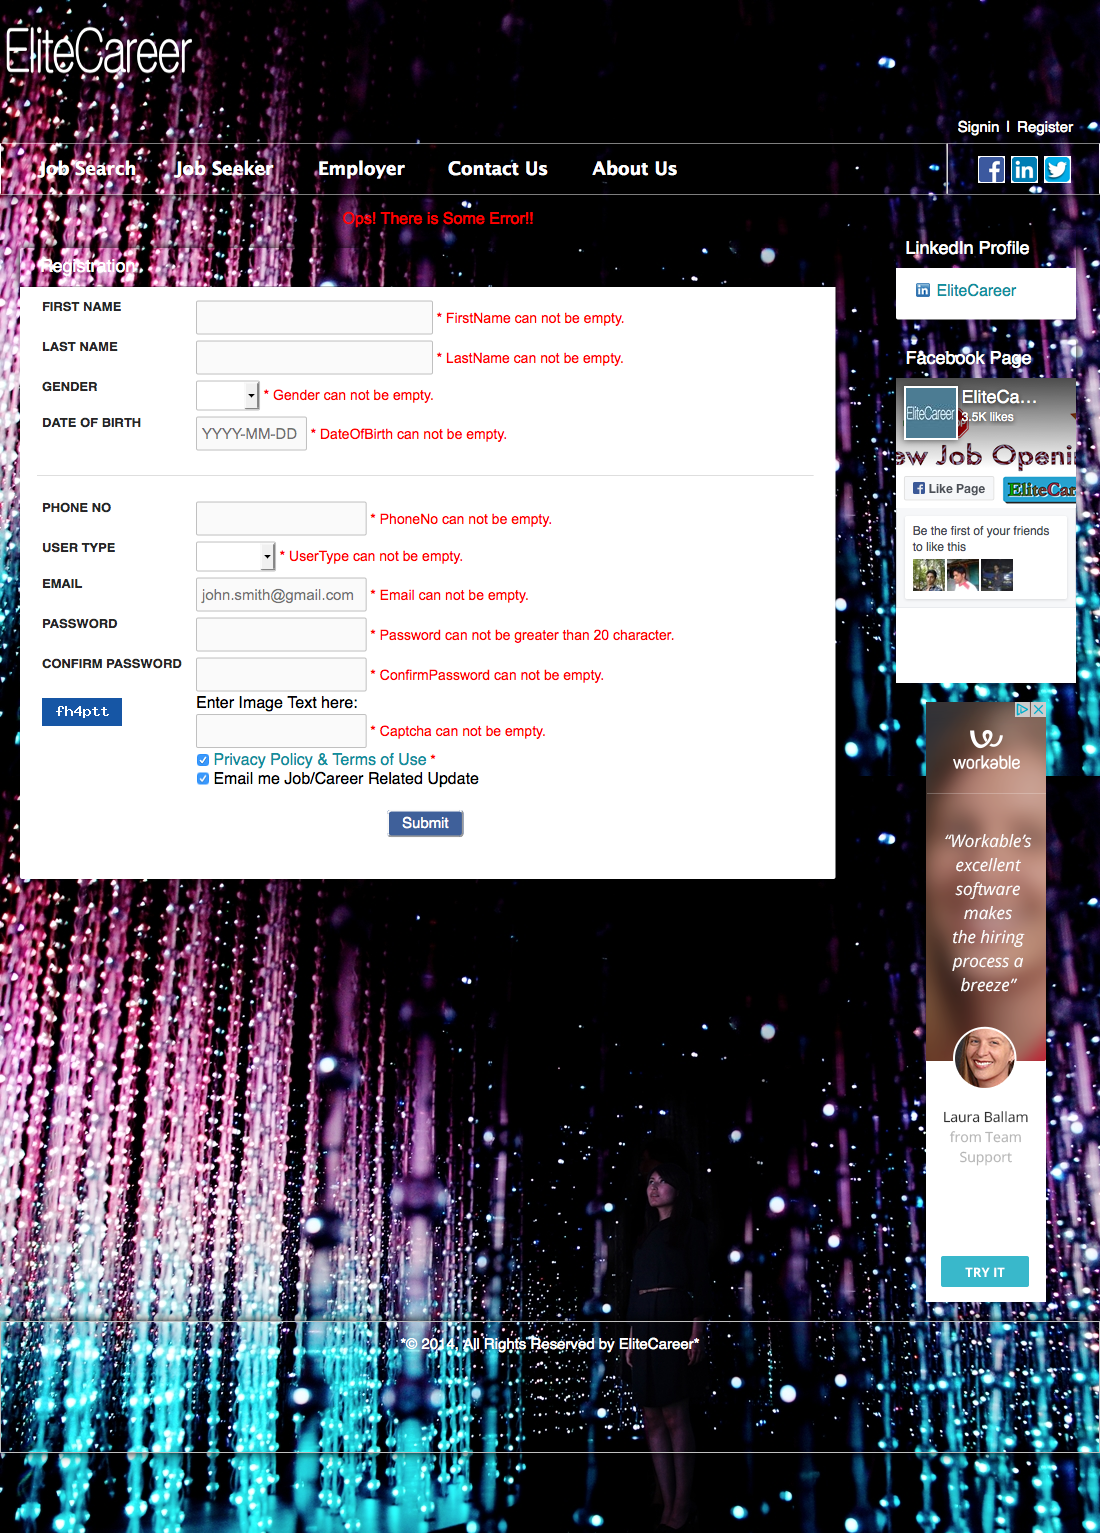 EliteCareer
Signin | Register
Job Search Job Seeker Employer Contact Us About Us
Ops! There is Some Error!!
Registration
FIRST NAME * FirstName can not be empty.
LAST NAME * LastName can not be empty.
GENDER * Gender can not be empty.
DATE OF BIRTH YYYY-MM-DD * DateOfBirth can not be empty.
PHONE NO * PhoneNo can not be empty.
USER TYPE * UserType can not be empty.
EMAIL john.smith@gmail.com * Email can not be empty.
PASSWORD * Password can not be greater than 20 character.
CONFIRM PASSWORD * ConfirmPassword can not be empty.
Enter Image Text here:
fh4ptt
* Captcha can not be empty.
Privacy Policy & Terms of Use *
Email me Job/Career Related Update
Submit
LinkedIn Profile
in EliteCareer
Facebook Page
EliteCareer
EliteCa...
3.5K likes
ew Job Openi
Like Page
EliteCar
Be the first of your friends
to like this
workable
“Workable’s
excellent
software
makes
the hiring
process a
breeze”
Laura Ballam
from Team
Support
TRY IT
*© 2014, All Rights Reserved by EliteCareer*